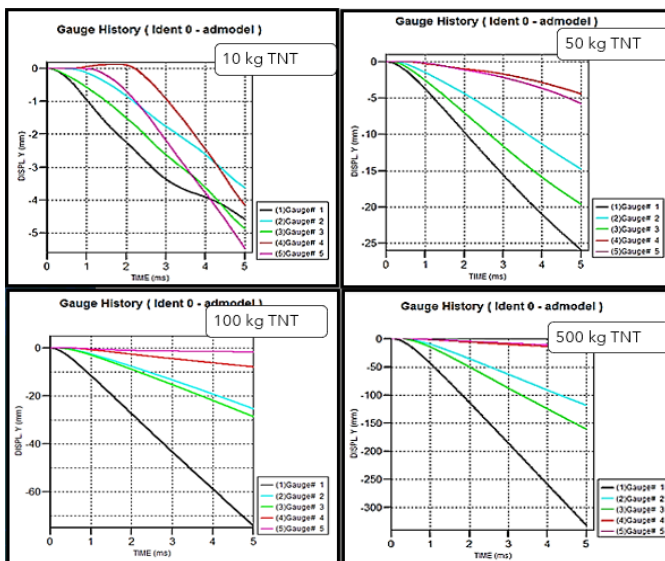 Gauge History ( Ident 0 - admodel )
10 kg TNT
DISPL Y (mm)
0
-1
-2
-3
-4
-5
0 1 2 3 4 5
TIME (ms)
(1)Gauge# 1
(2)Gauge# 2
(3)Gauge# 3
(4)Gauge# 4
(5)Gauge# 5
Gauge History ( Ident 0 - admodel )
50 kg TNT
DISPL Y (mm)
0
-5
-10
-15
-20
-25
0 1 2 3 4 5
TIME (ms)
(1)Gauge# 1
(2)Gauge# 2
(3)Gauge# 3
(4)Gauge# 4
(5)Gauge# 5
Gauge History ( Ident 0 - admodel )
100 kg TNT
DISPL Y (mm)
0
-20
-40
-60
0 1 2 3 4 5
TIME (ms)
(1)Gauge# 1
(2)Gauge# 2
(3)Gauge# 3
(4)Gauge# 4
(5)Gauge# 5
Gauge History ( Ident 0 - admodel )
500 kg TNT
DISPL Y (mm)
0
-50
-100
-150
-200
-250
-300
0 1 2 3 4 5
TIME (ms)
(1)Gauge# 1
(2)Gauge# 2
(3)Gauge# 3
(4)Gauge# 4
(5)Gauge# 5